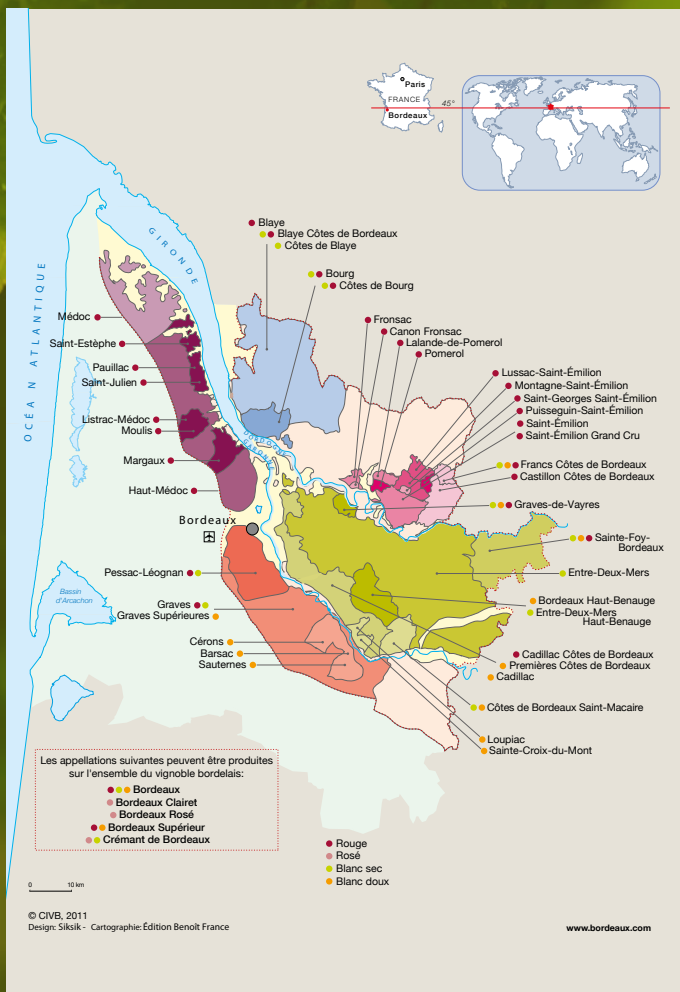 Paris
FRANCE
45°
Bordeaux
GIRONDE
OCÉAN ATLANTIQUE
Blaye
Blaye Côtes de Bordeaux
Côtes de Blaye
Bourg
Côtes de Bourg
Médoc
Saint-Estèphe
Pauillac
Saint-Julien
Listrac-Médoc
Moulis
Margaux
Haut-Médoc
Fronsac
Canon Fronsac
Lalande-de-Pomerol
Pomerol
Lussac-Saint-Émilion
Montagne-Saint-Émilion
Saint-Georges Saint-Émilion
Puisseguin-Saint-Émilion
Saint-Émilion
Saint-Émilion Grand Cru
Francs Côtes de Bordeaux
Castillon Côtes de Bordeaux
DORDOGNE
GARONNE
Graves-de-Vayres
Bordeaux
Sainte-Foy-
Bordeaux
Pessac-Léognan
Entre-Deux-Mers
Bassin
d'Arcachon
Graves
Graves Supérieures
Bordeaux Haut-Benauge
Entre-Deux-Mers
Haut-Benauge
Cérons
Barsac
Sauternes
Cadillac Côtes de Bordeaux
Premières Côtes de Bordeaux
Cadillac
Côtes de Bordeaux Saint-Macaire
Loupiac
Sainte-Croix-du-Mont
Les appellations suivantes peuvent être produites
sur l'ensemble du vignoble bordelais:
Bordeaux
Bordeaux Clairet
Bordeaux Rosé
Bordeaux Supérieur
Crémant de Bordeaux
Rouge
Rosé
Blanc sec
Blanc doux
0 10 km
© CIVB, 2011
Design: Siksik - Cartographie: Édition Benoît France
www.bordeaux.com